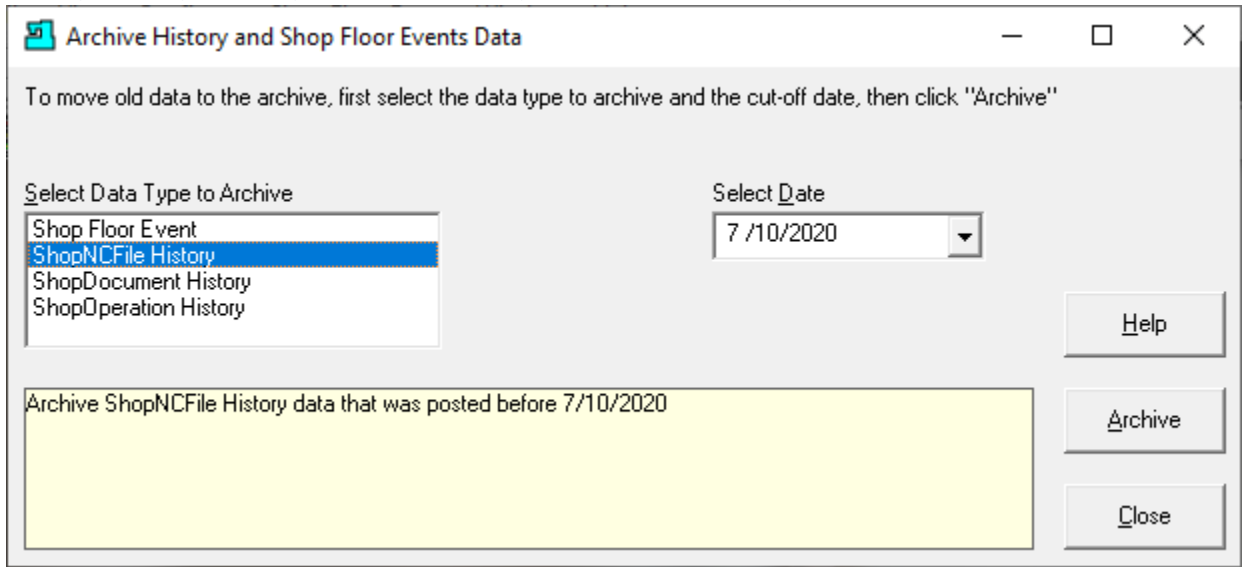 Archive History and Shop Floor Events Data
To move old data to the archive, first select the data type to archive and the cut-off date, then click "Archive"
Select Data Type to Archive
Shop Floor Event
ShopNCFile History
ShopDocument History
ShopOperation History
Select Date
7 /10/2020
Help
Archive ShopNCFile History data that was posted before 7/10/2020
Archive
Close